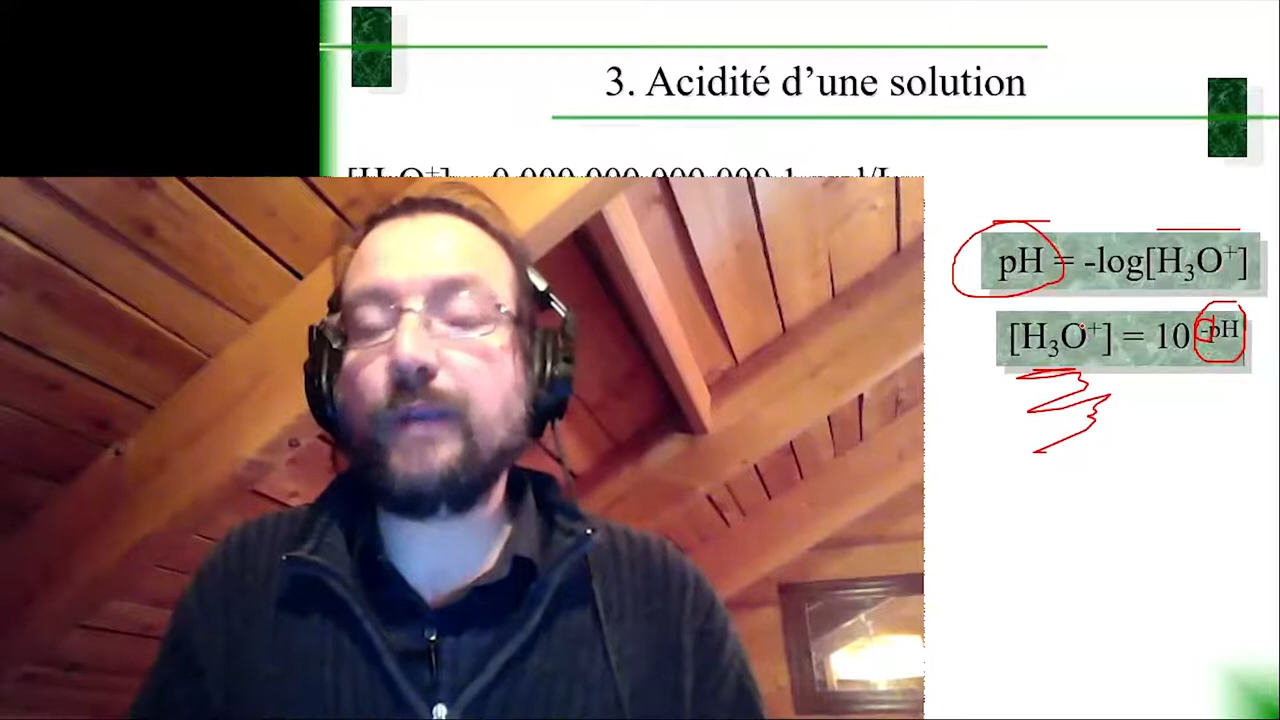 3. Acidité d’une solution
pH = -log[H₃O⁺]
[H₃O⁺] = 10⁻ᵖᴴ